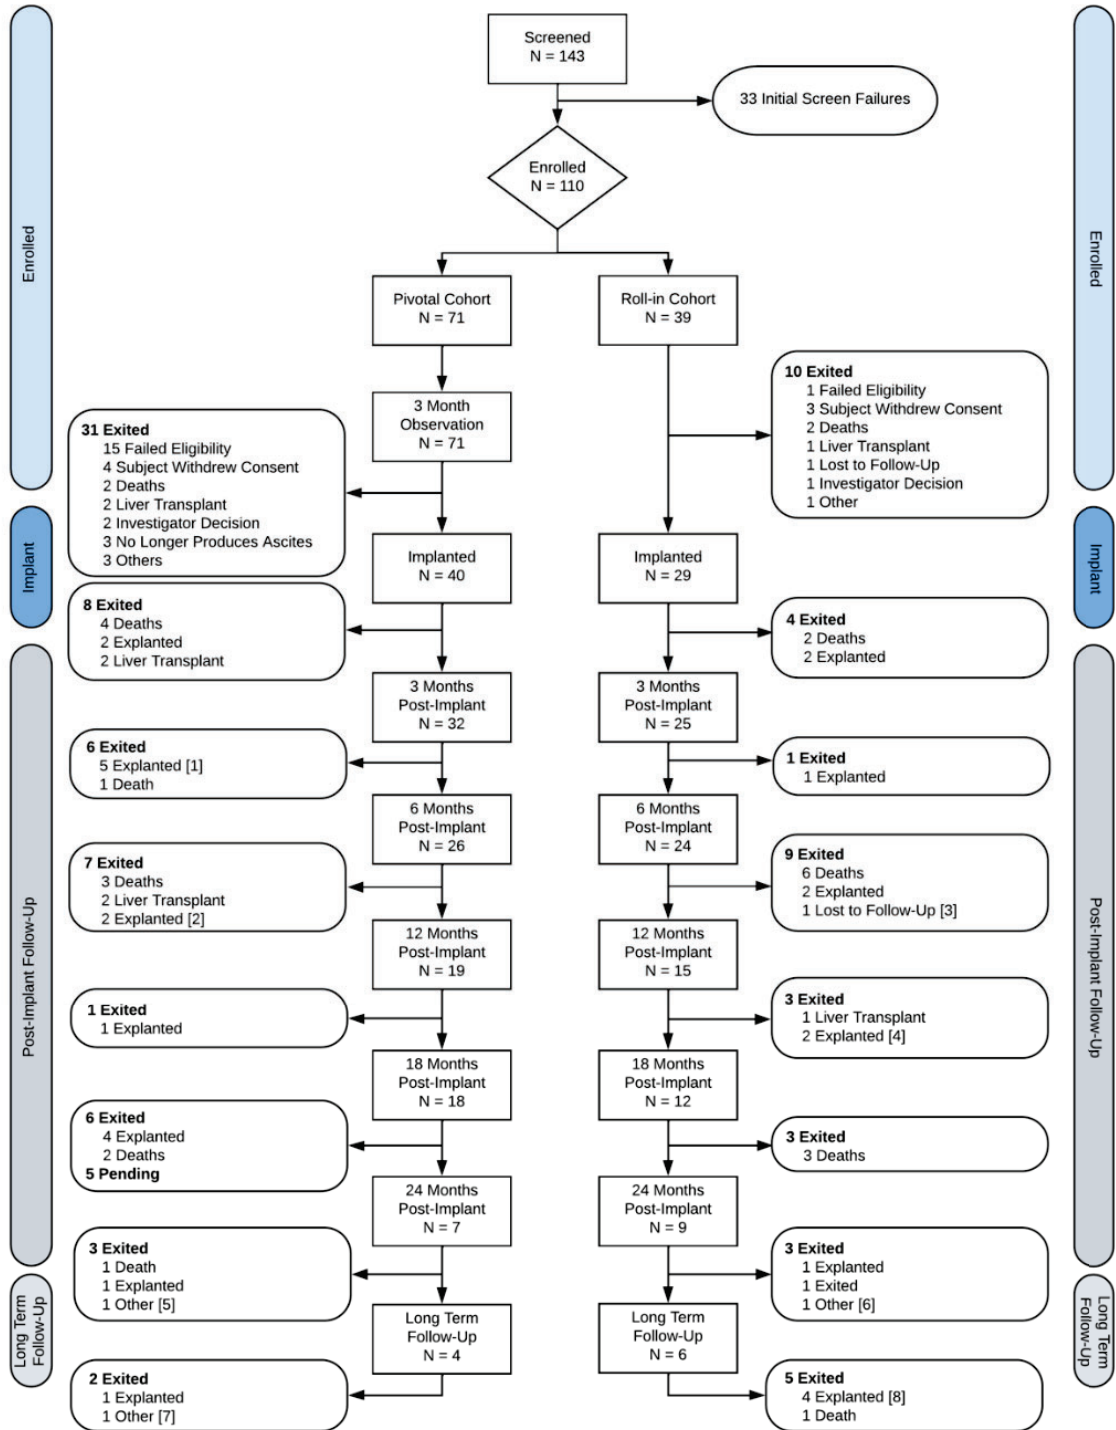 Screened
N = 143
33 Initial Screen Failures
Enrolled
N = 110
Enrolled
Enrolled
Pivotal Cohort
N = 71
Roll-in Cohort
N = 39
3 Month
Observation
N = 71
10 Exited
1 Failed Eligibility
3 Subject Withdrew Consent
2 Deaths
1 Liver Transplant
1 Lost to Follow-Up
1 Investigator Decision
1 Other
31 Exited
15 Failed Eligibility
4 Subject Withdrew Consent
2 Deaths
2 Liver Transplant
2 Investigator Decision
3 No Longer Produces Ascites
3 Others
Implant
Implant
Implanted
N = 40
Implanted
N = 29
8 Exited
4 Deaths
2 Explanted
2 Liver Transplant
4 Exited
2 Deaths
2 Explanted
3 Months
Post-Implant
N = 32
3 Months
Post-Implant
N = 25
6 Exited
5 Explanted [1]
1 Death
1 Exited
1 Explanted
6 Months
Post-Implant
N = 26
6 Months
Post-Implant
N = 24
7 Exited
3 Deaths
2 Liver Transplant
2 Explanted [2]
9 Exited
6 Deaths
2 Explanted
1 Lost to Follow-Up [3]
Post-Implant Follow-Up
Post-Implant Follow-Up
12 Months
Post-Implant
N = 19
12 Months
Post-Implant
N = 15
1 Exited
1 Explanted
3 Exited
1 Liver Transplant
2 Explanted [4]
18 Months
Post-Implant
N = 18
18 Months
Post-Implant
N = 12
6 Exited
4 Explanted
2 Deaths
5 Pending
3 Exited
3 Deaths
24 Months
Post-Implant
N = 7
24 Months
Post-Implant
N = 9
3 Exited
1 Death
1 Explanted
1 Other [5]
3 Exited
1 Explanted
1 Exited
1 Other [6]
Long Term
Follow-Up
Long Term
Follow-Up
Long Term
Follow-Up
N = 4
Long Term
Follow-Up
N = 6
2 Exited
1 Explanted
1 Other [7]
5 Exited
4 Explanted [8]
1 Death